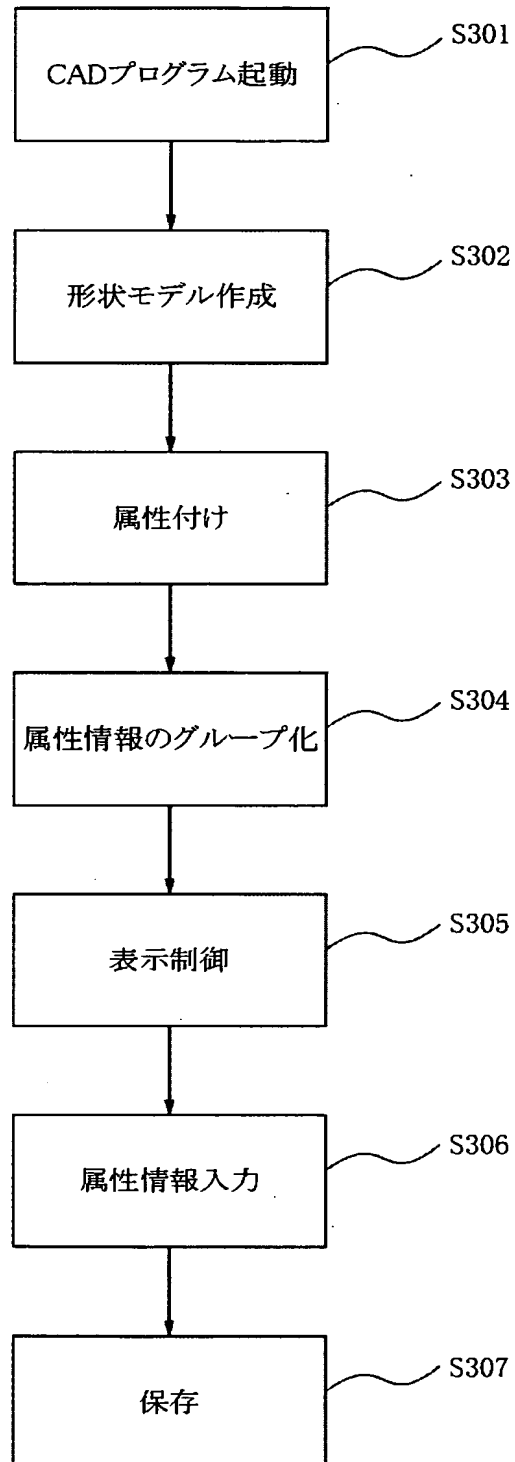 CADプログラム起動
S301
形状モデル作成
S302
属性付け
S303
属性情報のグループ化
S304
表示制御
S305
属性情報入力
S306
保存
S307